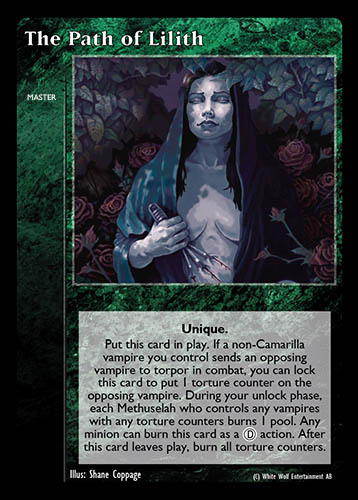 The Path of Lilith
MASTER
Unique.
Put this card in play. If a non-Camarilla
vampire you control sends an opposing
vampire to torpor in combat, you can lock
this card to put 1 torture counter on the
opposing vampire. During your unlock phase,
each Methuselah who controls any vampires
with any torture counters burns 1 pool. Any
minion can burn this card as a Ⓓ action. After
this card leaves play, burn all torture counters.
Illus: Shane Coppage
(C) White Wolf Entertainment AB